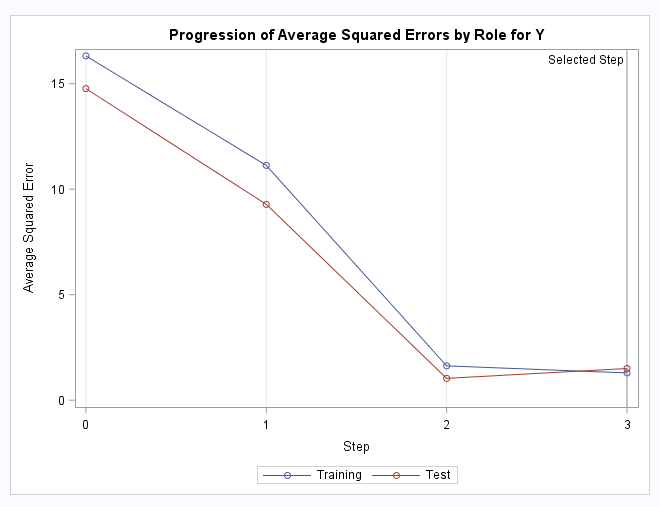 Progression of Average Squared Errors by Role for Y
Selected Step
15
10
5
0
Average Squared Error
0 1 2 3
Step
Training Test